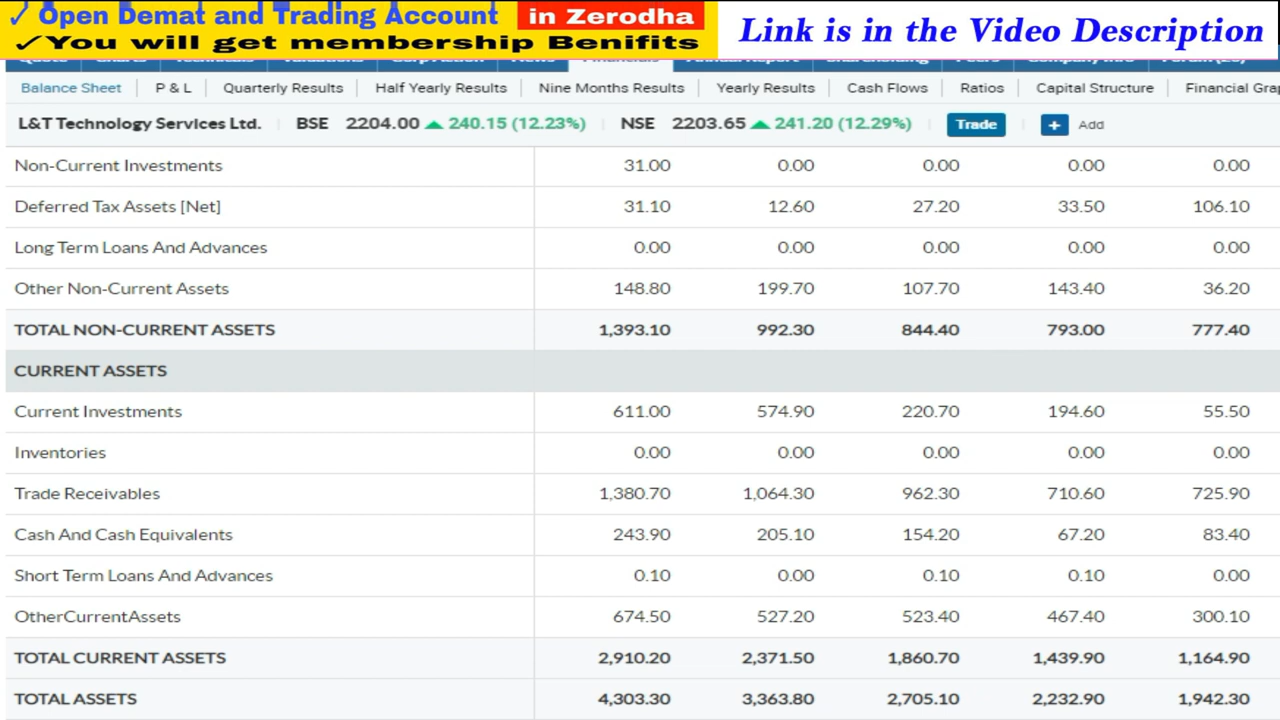 ✓ Open Demat and Trading Account in Zerodha
✓You will get membership Benifits
Link is in the Video Description
Balance Sheet P & L Quarterly Results Half Yearly Results Nine Months Results Yearly Results Cash Flows Ratios Capital Structure Financial Grap
L&T Technology Services Ltd. BSE 2204.00 ▲ 240.15 (12.23%) NSE 2203.65 ▲ 241.20 (12.29%) Trade + Add
Non-Current Investments 31.00 0.00 0.00 0.00 0.00
Deferred Tax Assets [Net] 31.10 12.60 27.20 33.50 106.10
Long Term Loans And Advances 0.00 0.00 0.00 0.00 0.00
Other Non-Current Assets 148.80 199.70 107.70 143.40 36.20
TOTAL NON-CURRENT ASSETS 1,393.10 992.30 844.40 793.00 777.40
CURRENT ASSETS
Current Investments 611.00 574.90 220.70 194.60 55.50
Inventories 0.00 0.00 0.00 0.00 0.00
Trade Receivables 1,380.70 1,064.30 962.30 710.60 725.90
Cash And Cash Equivalents 243.90 205.10 154.20 67.20 83.40
Short Term Loans And Advances 0.10 0.00 0.10 0.10 0.00
OtherCurrentAssets 674.50 527.20 523.40 467.40 300.10
TOTAL CURRENT ASSETS 2,910.20 2,371.50 1,860.70 1,439.90 1,164.90
TOTAL ASSETS 4,303.30 3,363.80 2,705.10 2,232.90 1,942.30